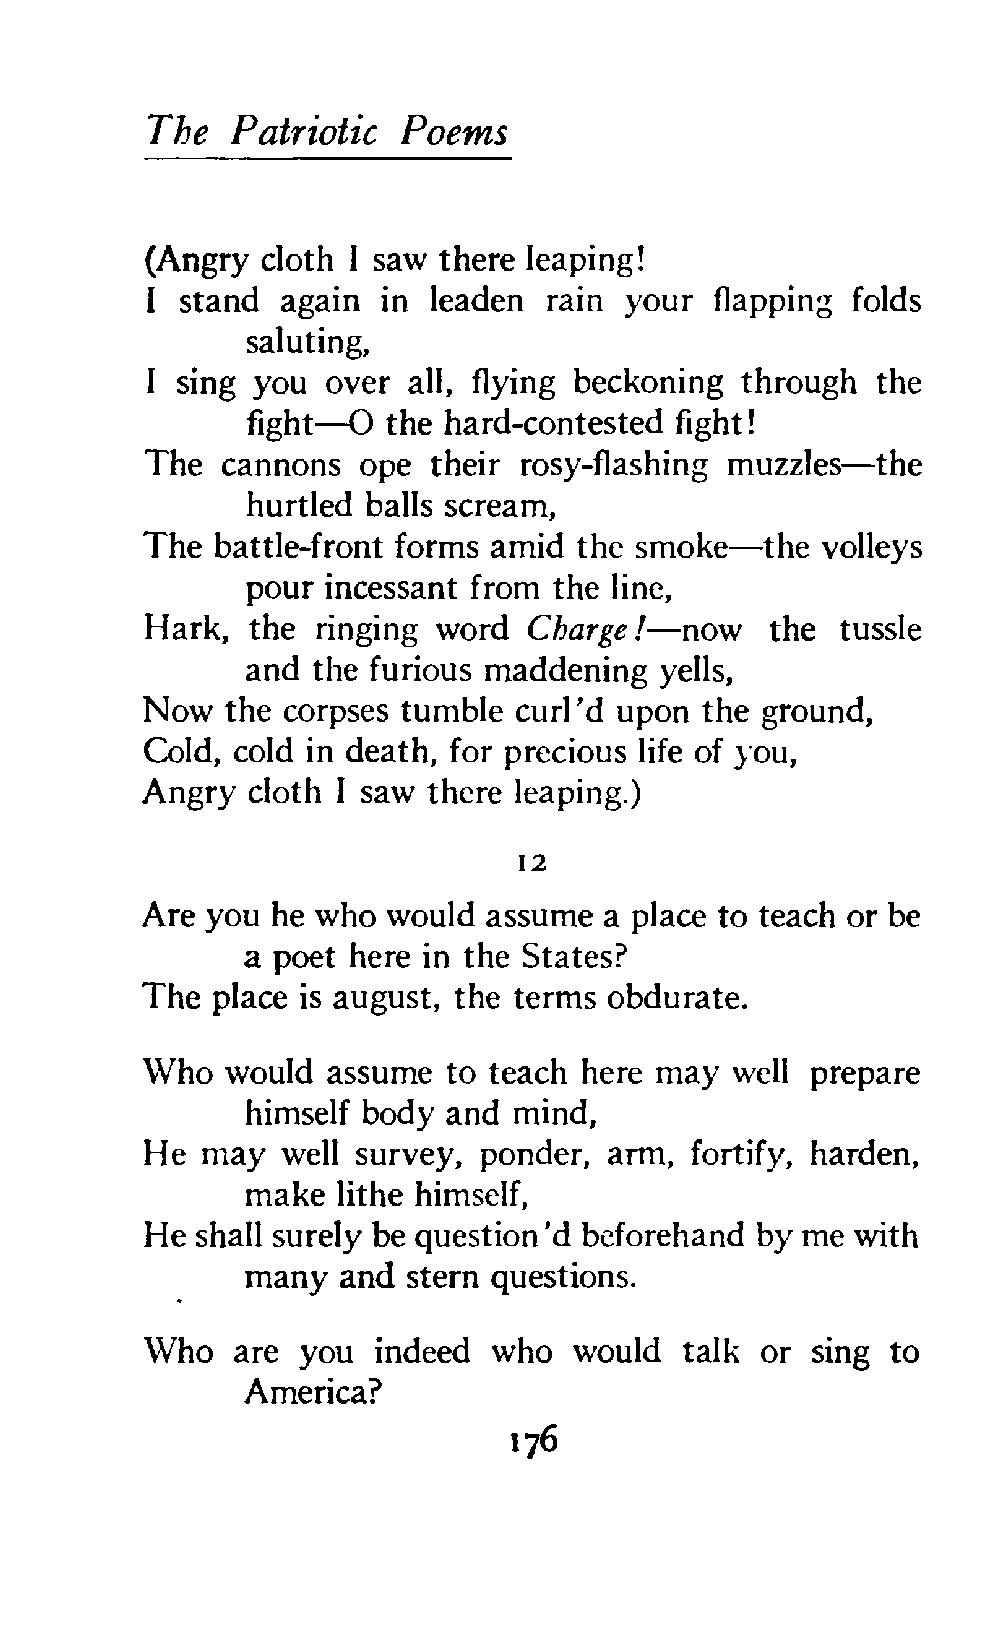 The Patriotic Poems
(Angry cloth I saw there leaping!
I stand again in leaden rain your flapping folds
saluting,
I sing you over all, flying beckoning through the
fight—O the hard-contested fight!
The cannons ope their rosy-flashing muzzles—the
hurtled balls scream,
The battle-front forms amid the smoke—the volleys
pour incessant from the line,
Hark, the ringing word Charge!—now the tussle
and the furious maddening yells,
Now the corpses tumble curl'd upon the ground,
Cold, cold in death, for precious life of you,
Angry cloth I saw there leaping.)
12
Are you he who would assume a place to teach or be
a poet here in the States?
The place is august, the terms obdurate.
Who would assume to teach here may well prepare
himself body and mind,
He may well survey, ponder, arm, fortify, harden,
make lithe himself,
He shall surely be question'd beforehand by me with
many and stern questions.
Who are you indeed who would talk or sing to
America?
176